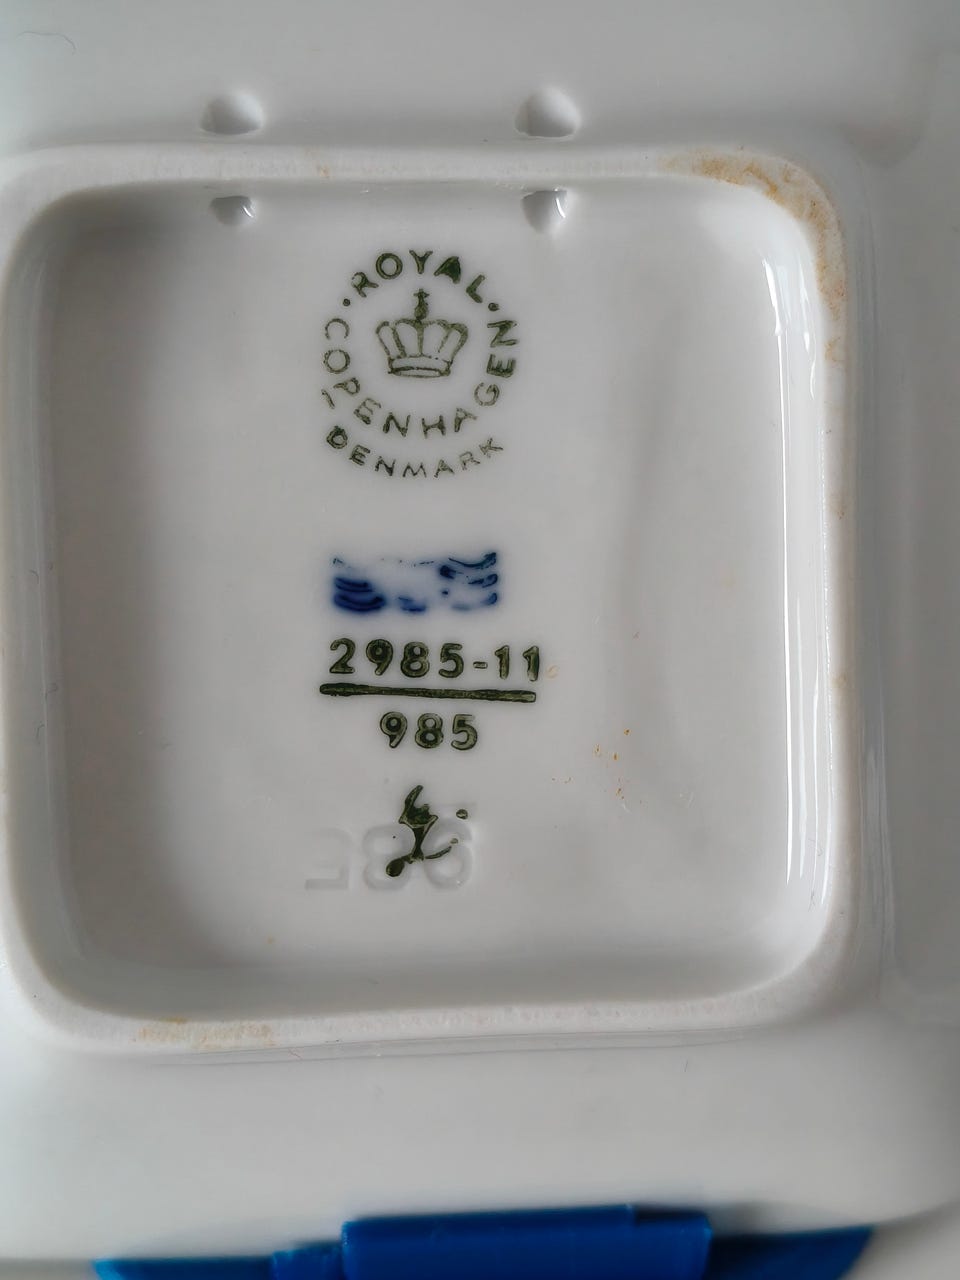 ROYAL
COPENHAGEN
DENMARK
2985-11
985